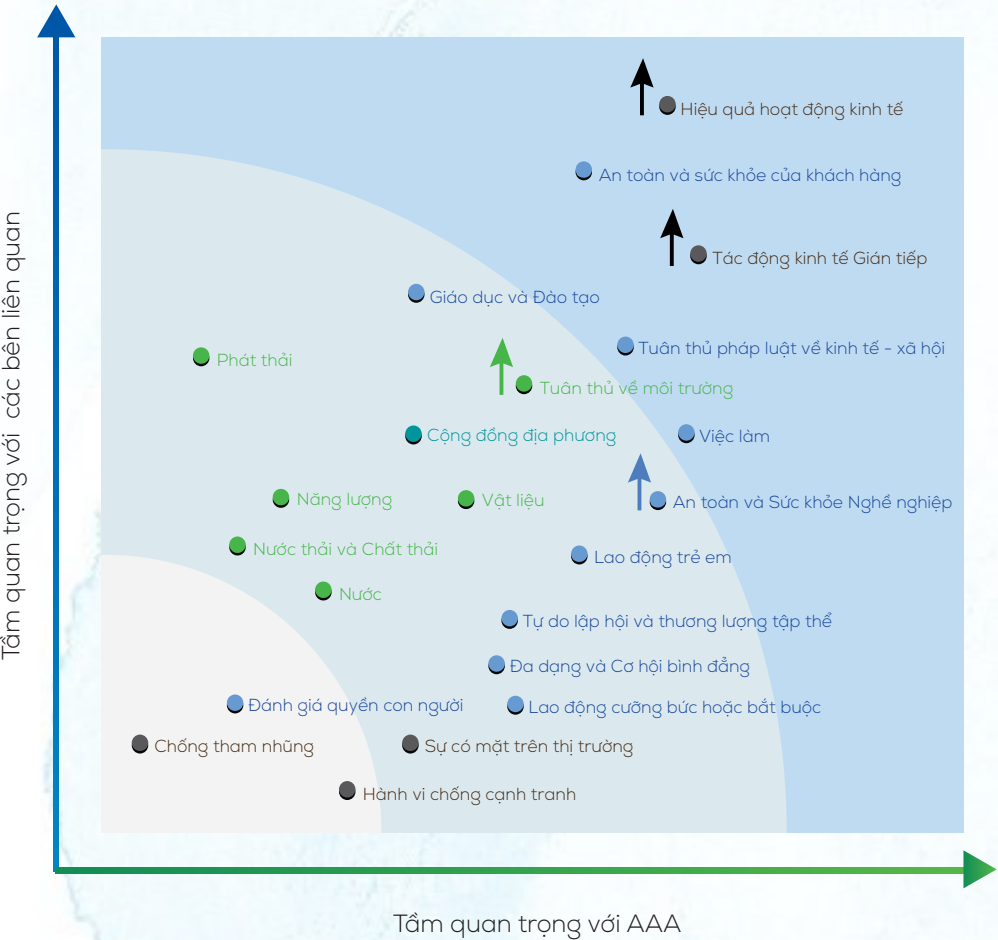 Tầm quan trọng với các bên liên quan
Hiệu quả hoạt động kinh tế
An toàn và sức khỏe của khách hàng
Tác động kinh tế Gián tiếp
Giáo dục và Đào tạo
Tuân thủ pháp luật về kinh tế - xã hội
Phát thải
Tuân thủ về môi trường
Cộng đồng địa phương
Việc làm
Năng lượng
Vật liệu
An toàn và Sức khỏe Nghề nghiệp
Nước thải và Chất thải
Lao động trẻ em
Nước
Tự do lập hội và thương lượng tập thể
Đa dạng và Cơ hội bình đẳng
Đánh giá quyền con người
Lao động cưỡng bức hoặc bắt buộc
Chống tham nhũng
Sự có mặt trên thị trường
Hành vi chống cạnh tranh
Tầm quan trọng với AAA